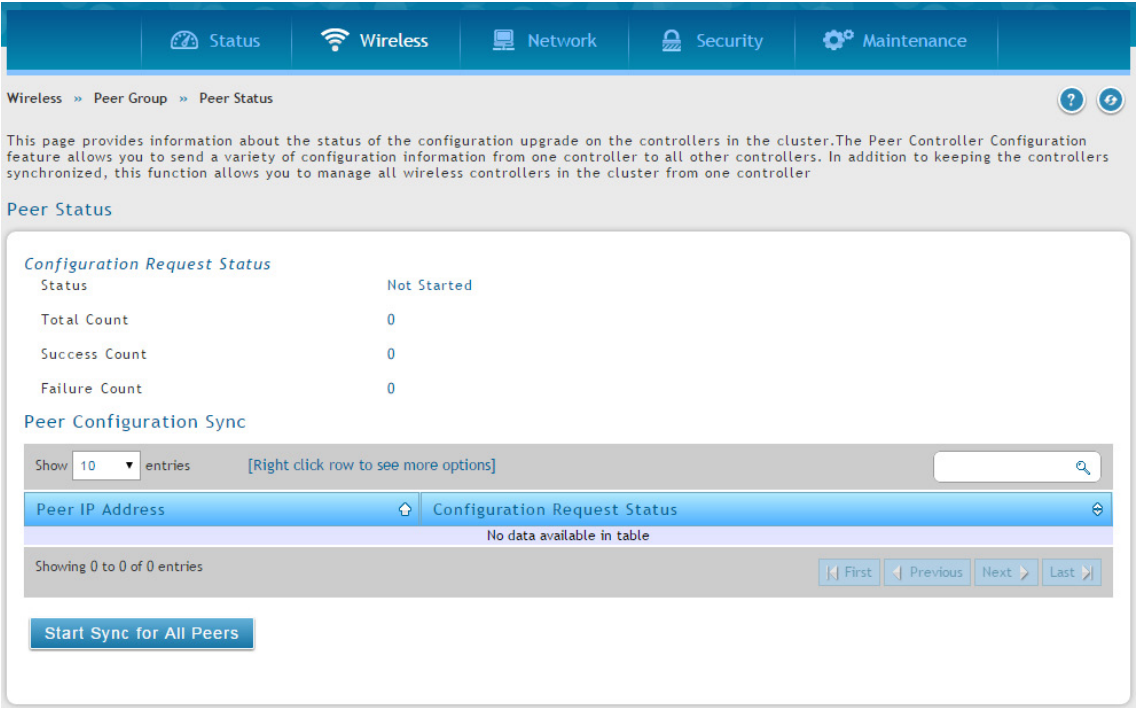 Status Wireless Network Security Maintenance
Wireless » Peer Group » Peer Status
This page provides information about the status of the configuration upgrade on the controllers in the cluster.The Peer Controller Configuration
feature allows you to send a variety of configuration information from one controller to all other controllers. In addition to keeping the controllers
synchronized, this function allows you to manage all wireless controllers in the cluster from one controller
Peer Status
Configuration Request Status
Status Not Started
Total Count 0
Success Count 0
Failure Count 0
Peer Configuration Sync
Show 10 entries [Right click row to see more options]
Peer IP Address Configuration Request Status
No data available in table
Showing 0 to 0 of 0 entries First Previous Next Last
Start Sync for All Peers